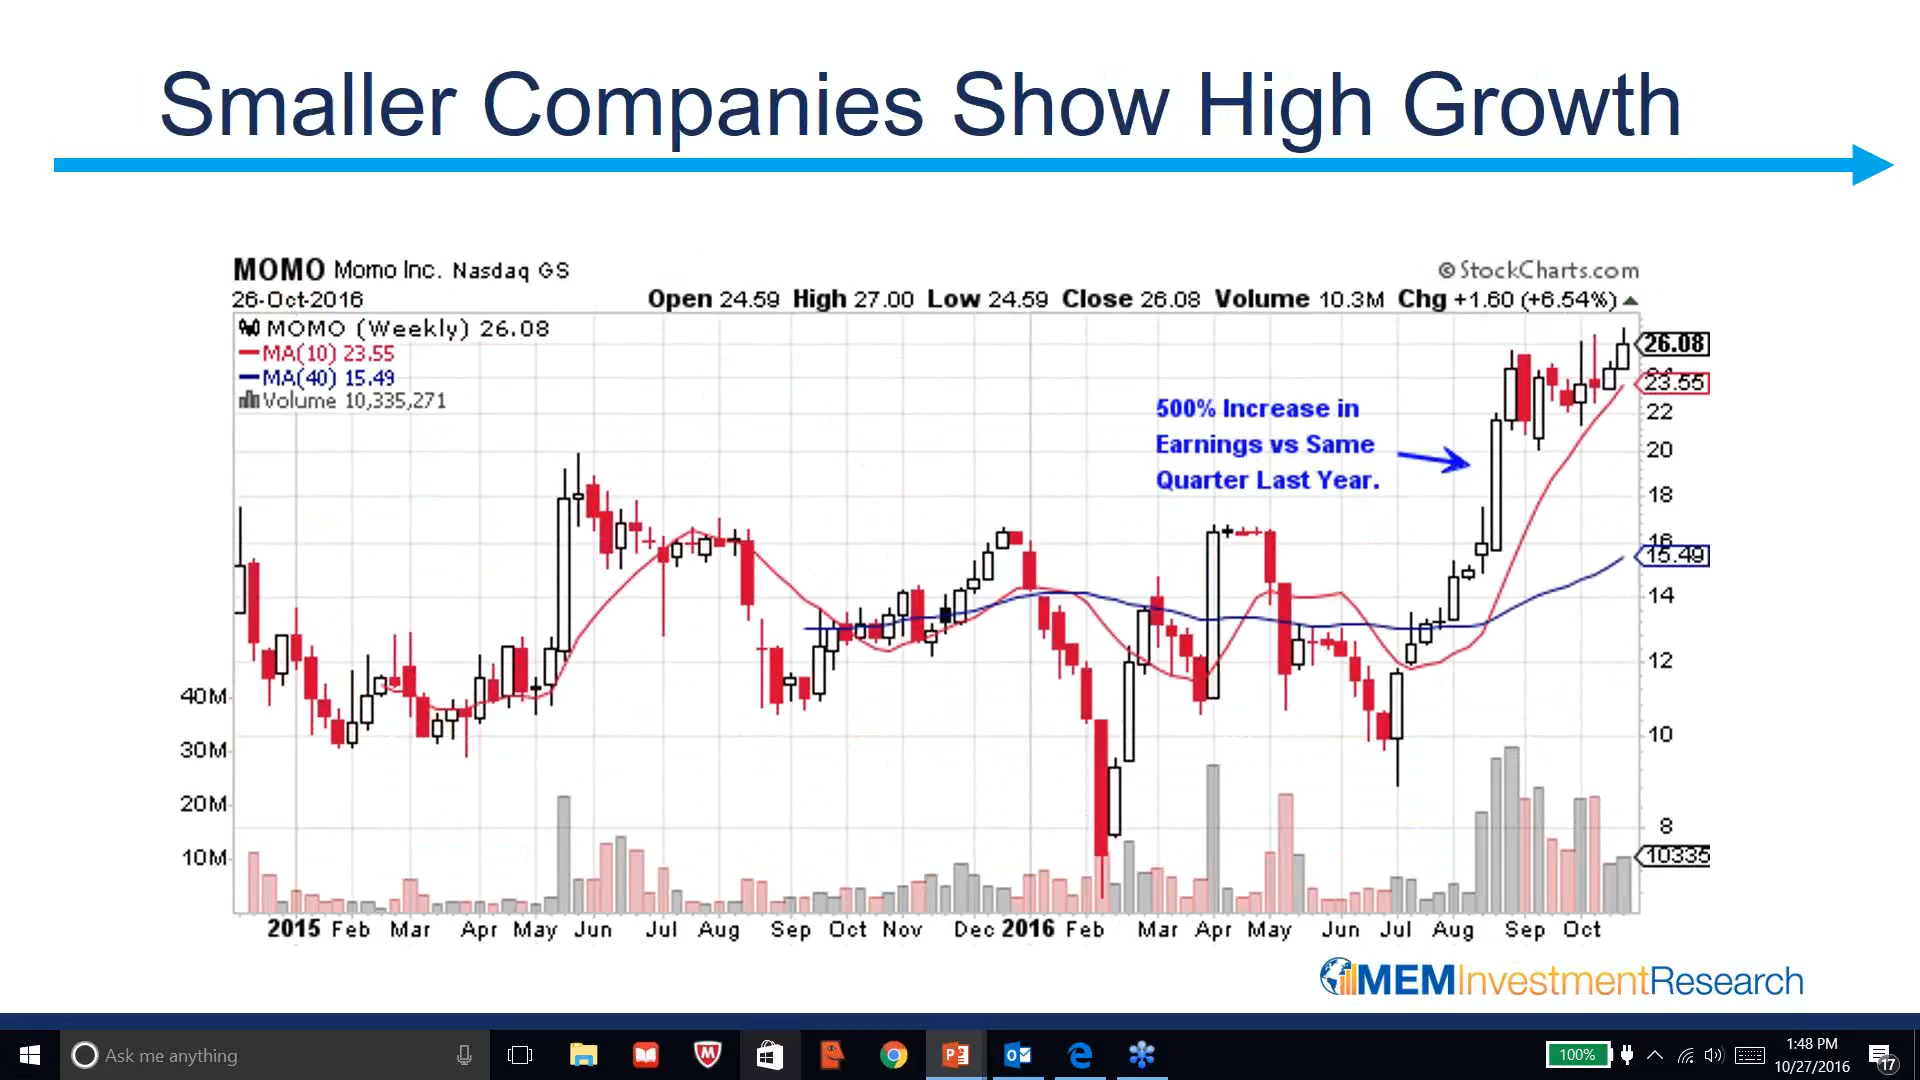 Smaller Companies Show High Growth
MOMO Momo Inc. Nasdaq GS
© StockCharts.com
26-Oct-2016
Open 24.59 High 27.00 Low 24.59 Close 26.08 Volume 10.3M Chg +1.60 (+6.54%)
MOMO (Weekly) 26.08
MA(10) 23.55
MA(40) 15.49
Volume 10,335,271
500% Increase in
Earnings vs Same
Quarter Last Year.
26.08
23.55
22
20
18
16
15.49
14
12
10
8
10335
40M
30M
20M
10M
2015 Feb Mar Apr May Jun Jul Aug Sep Oct Nov Dec 2016 Feb Mar Apr May Jun Jul Aug Sep Oct
MEMInvestmentResearch
Ask me anything
100%
1:48 PM
10/27/2016
17